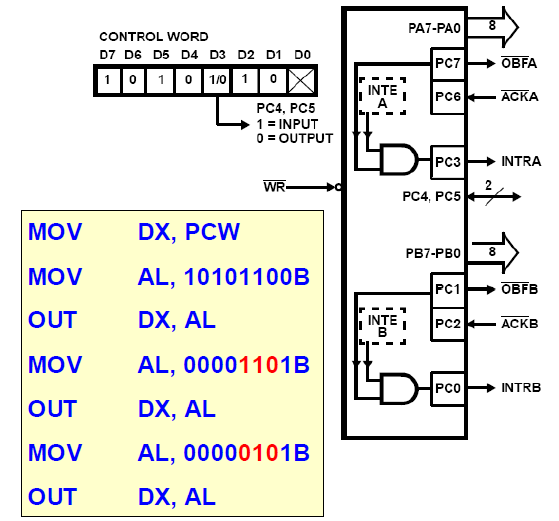 CONTROL WORD
D7 D6 D5 D4 D3 D2 D1 D0
1 0 1 0 1/0 1 0
PC4, PC5
1 = INPUT
0 = OUTPUT
WR
PA7-PA0
8
PC7
OBFA
PC6
ACKA
INTE
A
PC3
INTRA
PC4, PC5
2
PB7-PB0
8
PC1
OBFB
PC2
ACKB
INTE
B
PC0
INTRB
MOV DX, PCW
MOV AL, 10101100B
OUT DX, AL
MOV AL, 00001101B
OUT DX, AL
MOV AL, 00000101B
OUT DX, AL